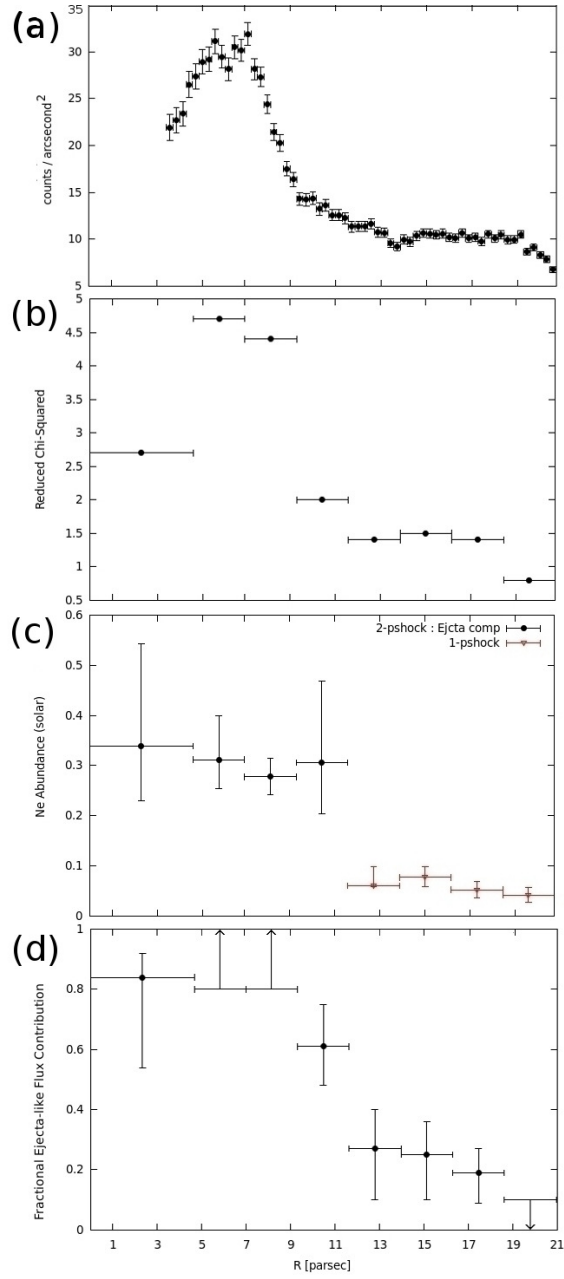 (a)
35
30
25
20
15
10
5
counts / arcsecond2
(b)
5
4.5
4
3.5
3
2.5
2
1.5
1
0.5
Reduced Chi-Squared
(c)
0.6
0.5
0.4
0.3
0.2
0.1
0
Ne Abundance (solar)
2-pshock : Ejcta comp
1-pshock
(d)
1
0.8
0.6
0.4
0.2
0
Fractional Ejecta-like Flux Contribution
1 3 5 7 9 11 13 15 17 19 21
R [parsec]